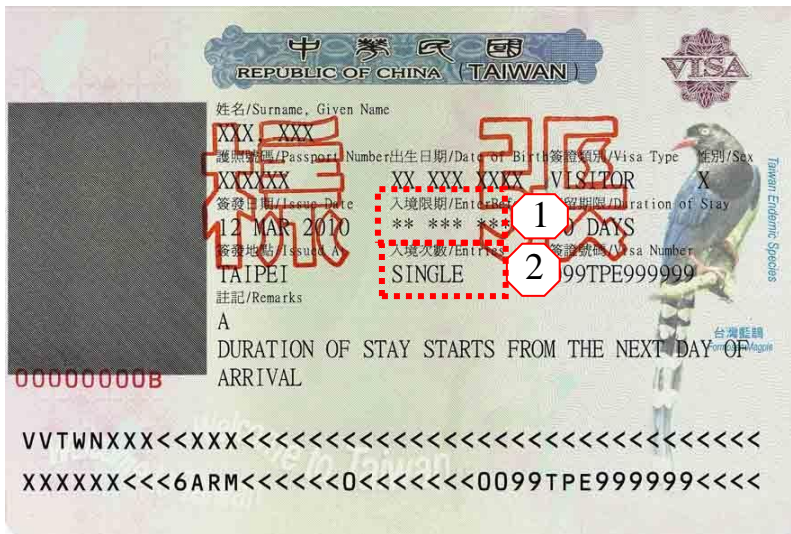 中華民國
REPUBLIC OF CHINA (TAIWAN)
VISA
姓名/Surname, Given Name
XXX XXX
樣張
護照號碼/Passport Number 出生日期/Date of Birth 簽證類別/Visa Type 性別/Sex
XXXXXX XX XXX XXXX VISITOR X
簽發日期/Issue Date 入境限期/Enter 留期限/Duration of Stay
12 MAR 2010 ** *** ** 1 DAYS
簽發地點/Issued At 入境次數/Entries 簽證號碼/Visa Number
TAIPEI SINGLE 2 99TPE999999
註記/Remarks
A
DURATION OF STAY STARTS FROM THE NEXT DAY OF
ARRIVAL
Taiwan Endemic Species
台灣藍鵲
Formosan Magpie
00000000B
VVTWNXXX<<XXX<<<<<<<<<<<<<<<<<<<<<<<<<<<<<<<
XXXXXX<<<6ARM<<<<<<0<<<<<<<0099TPE999999<<<<
Welcome to Taiwan